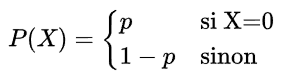 P(X) = { p si X=0
1 − p sinon